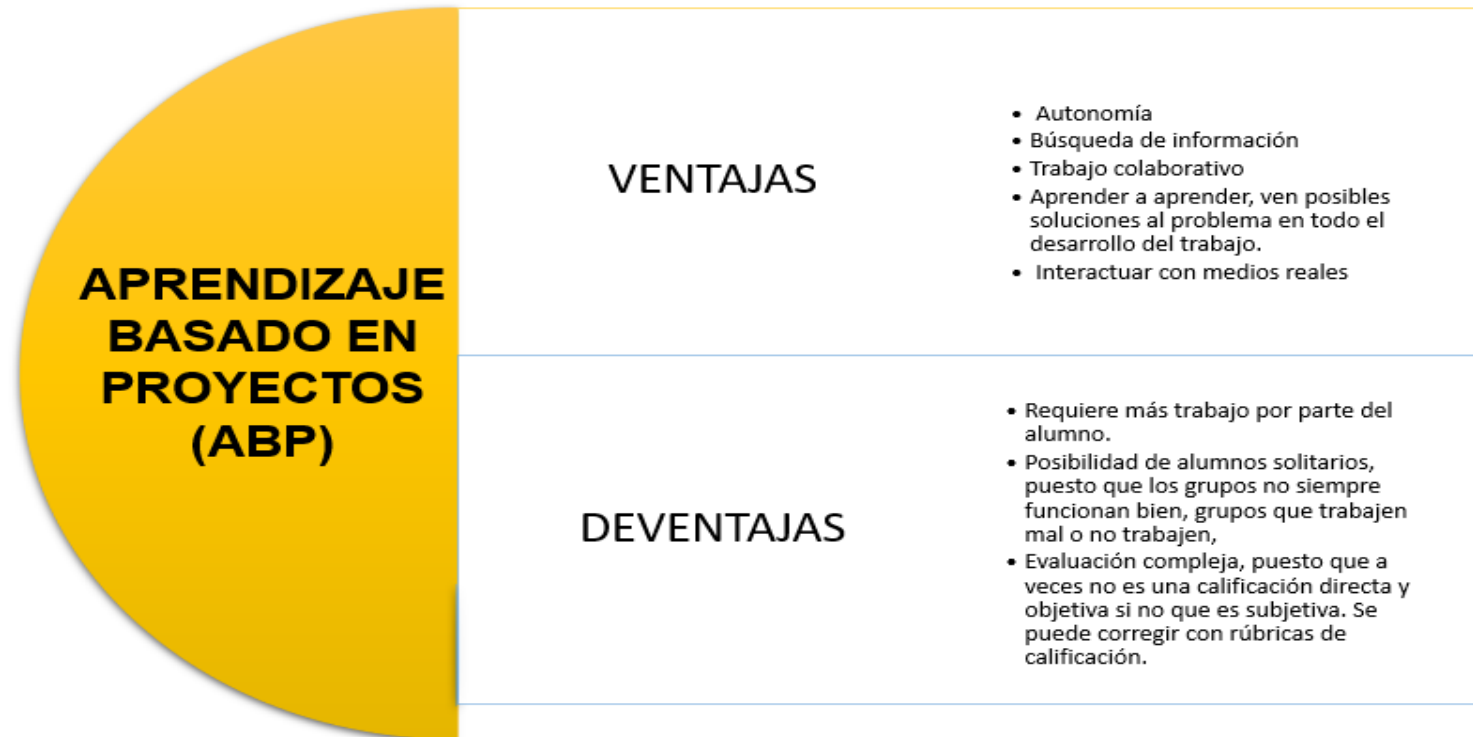 APRENDIZAJE
BASADO EN
PROYECTOS
(ABP)
VENTAJAS
• Autonomía
• Búsqueda de información
• Trabajo colaborativo
• Aprender a aprender, ven posibles
soluciones al problema en todo el
desarrollo del trabajo.
• Interactuar con medios reales
DEVENTAJAS
• Requiere más trabajo por parte del
alumno.
• Posibilidad de alumnos solitarios,
puesto que los grupos no siempre
funcionan bien, grupos que trabajen
mal o no trabajen,
• Evaluación compleja, puesto que a
veces no es una calificación directa y
objetiva si no que es subjetiva. Se
puede corregir con rúbricas de
calificación.